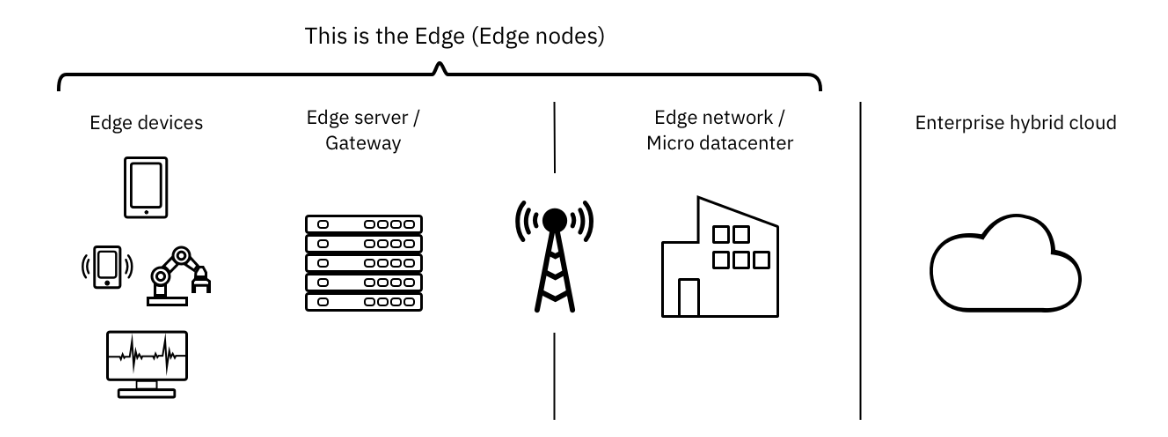 This is the Edge (Edge nodes)
Edge devices
Edge server /
Gateway
Edge network /
Micro datacenter
Enterprise hybrid cloud